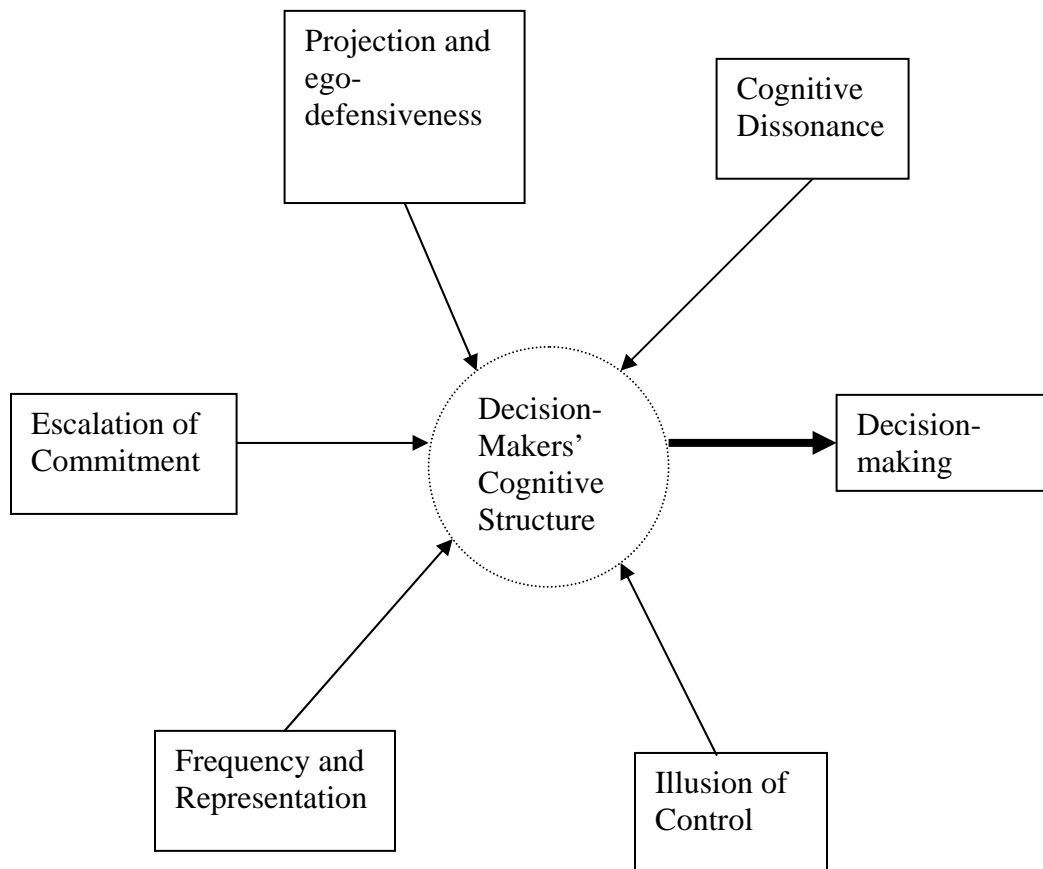 Projection and
ego-
defensiveness
Cognitive
Dissonance
Escalation of
Commitment
Decision-
Makers’
Cognitive
Structure
Decision-
making
Frequency and
Representation
Illusion of
Control